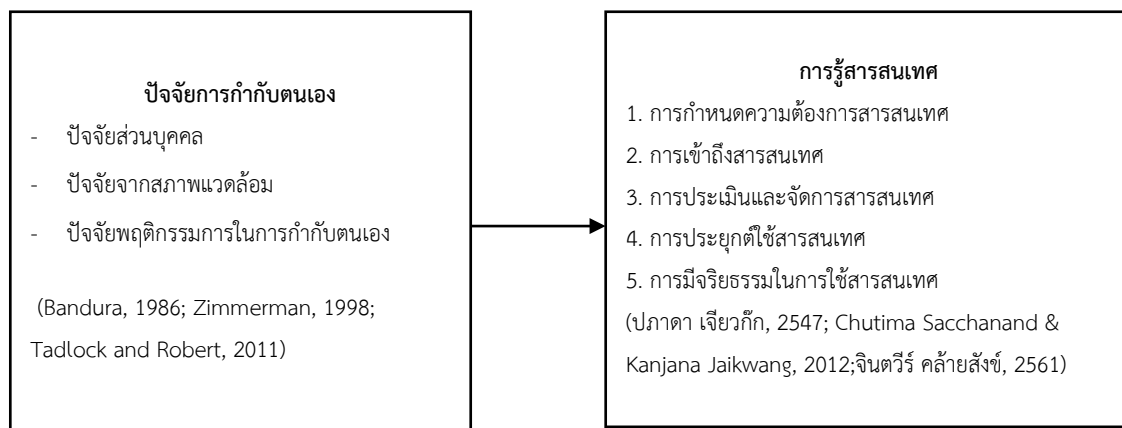 ปัจจัยการกำกับตนเอง
- ปัจจัยส่วนบุคคล
- ปัจจัยจากสภาพแวดล้อม
- ปัจจัยพฤติกรรมการในการกำกับตนเอง
(Bandura, 1986; Zimmerman, 1998;
Tadlock and Robert, 2011)
การรู้สารสนเทศ
1. การกำหนดความต้องการสารสนเทศ
2. การเข้าถึงสารสนเทศ
3. การประเมินและจัดการสารสนเทศ
4. การประยุกต์ใช้สารสนเทศ
5. การมีจริยธรรมในการใช้สารสนเทศ
(ปภาดา เจียวก๊ก, 2547; Chutima Sacchanand &
Kanjana Jaikwang, 2012;จินตวีร์ คล้ายสังข์, 2561)